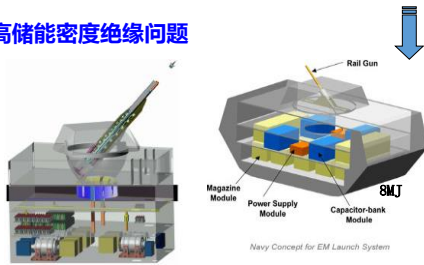 高储能密度绝缘问题
Rail Gun
Magazine
Module
Power Supply
Module
Capacitor-bank
Module
8MJ
Navy Concept for EM Launch System